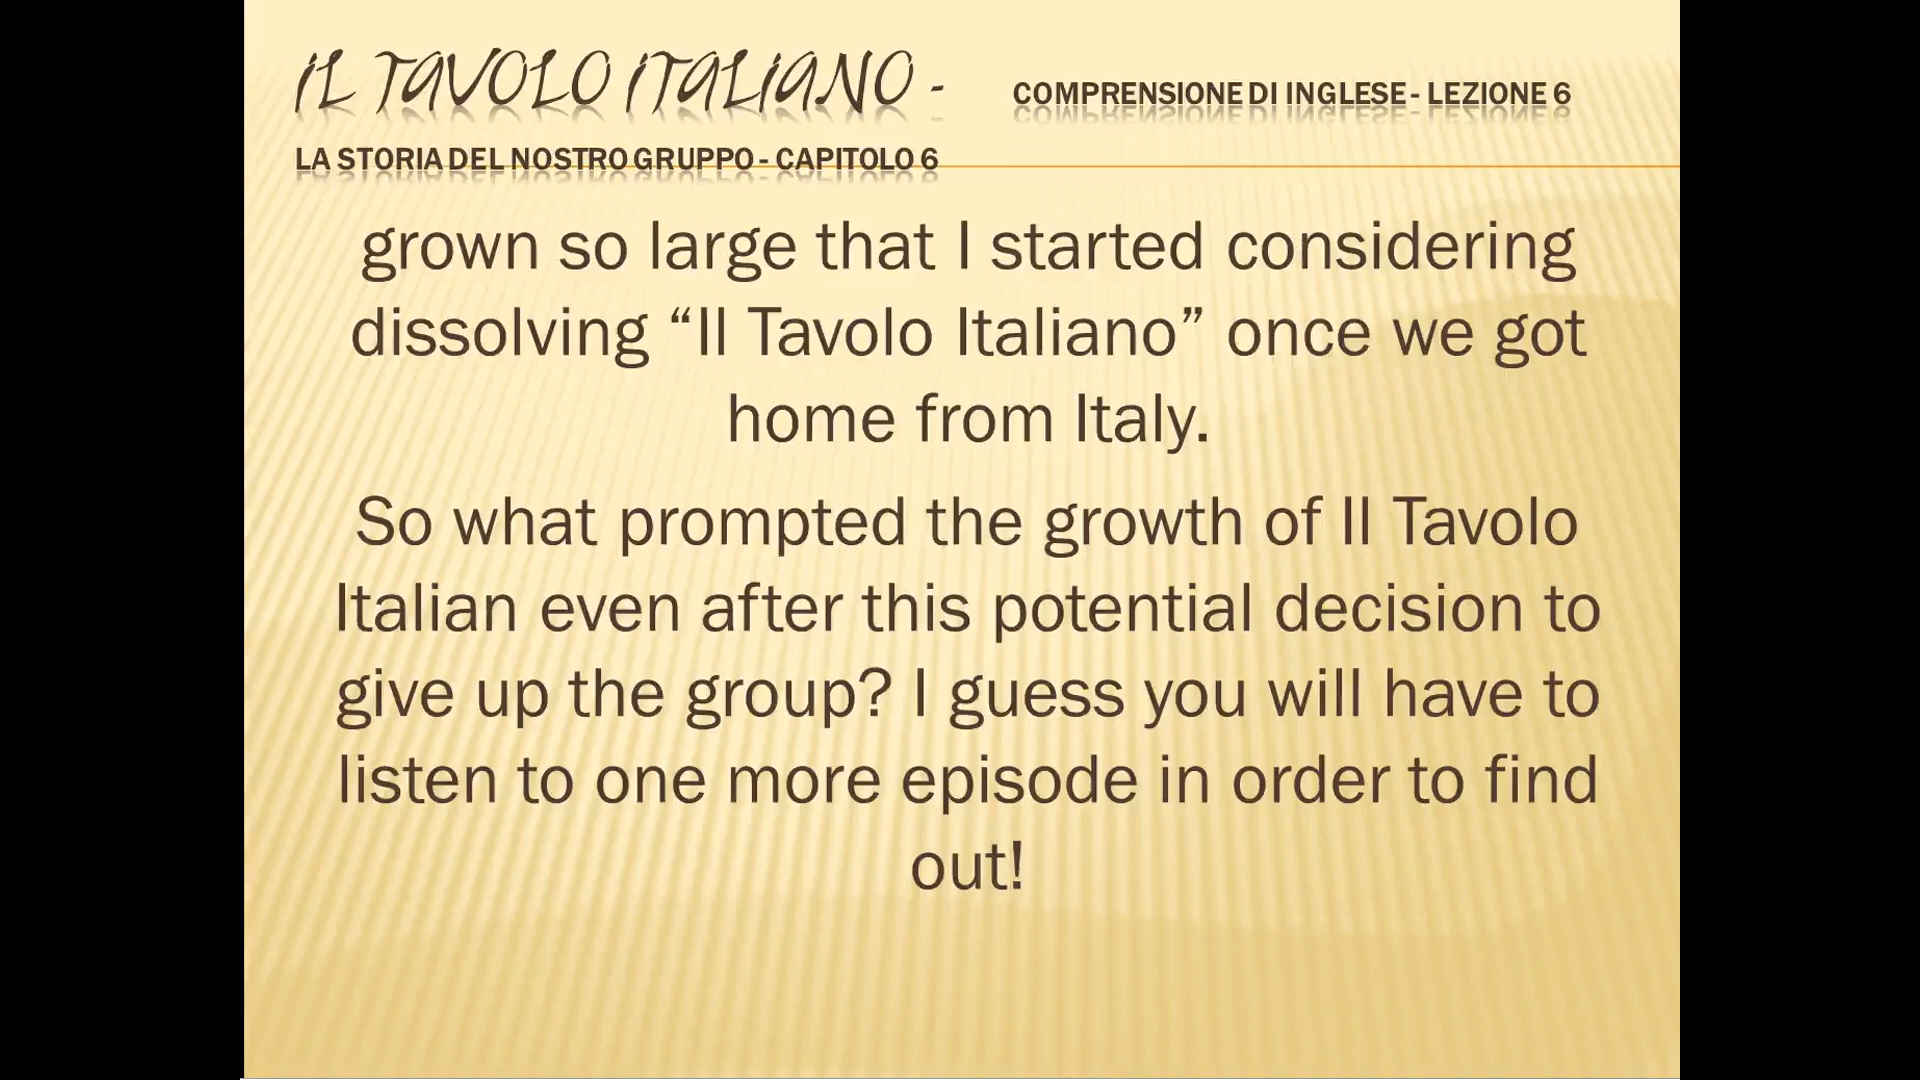 IL TAVOLO ITALIANO - COMPRENSIONE DI INGLESE - LEZIONE 6
LA STORIA DEL NOSTRO GRUPPO - CAPITOLO 6
grown so large that I started considering
dissolving “Il Tavolo Italiano” once we got
home from Italy.
So what prompted the growth of Il Tavolo
Italian even after this potential decision to
give up the group? I guess you will have to
listen to one more episode in order to find
out!